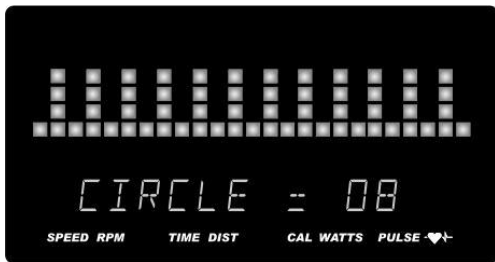 CIRCLE = 08
SPEED RPM TIME DIST CAL WATTS PULSE